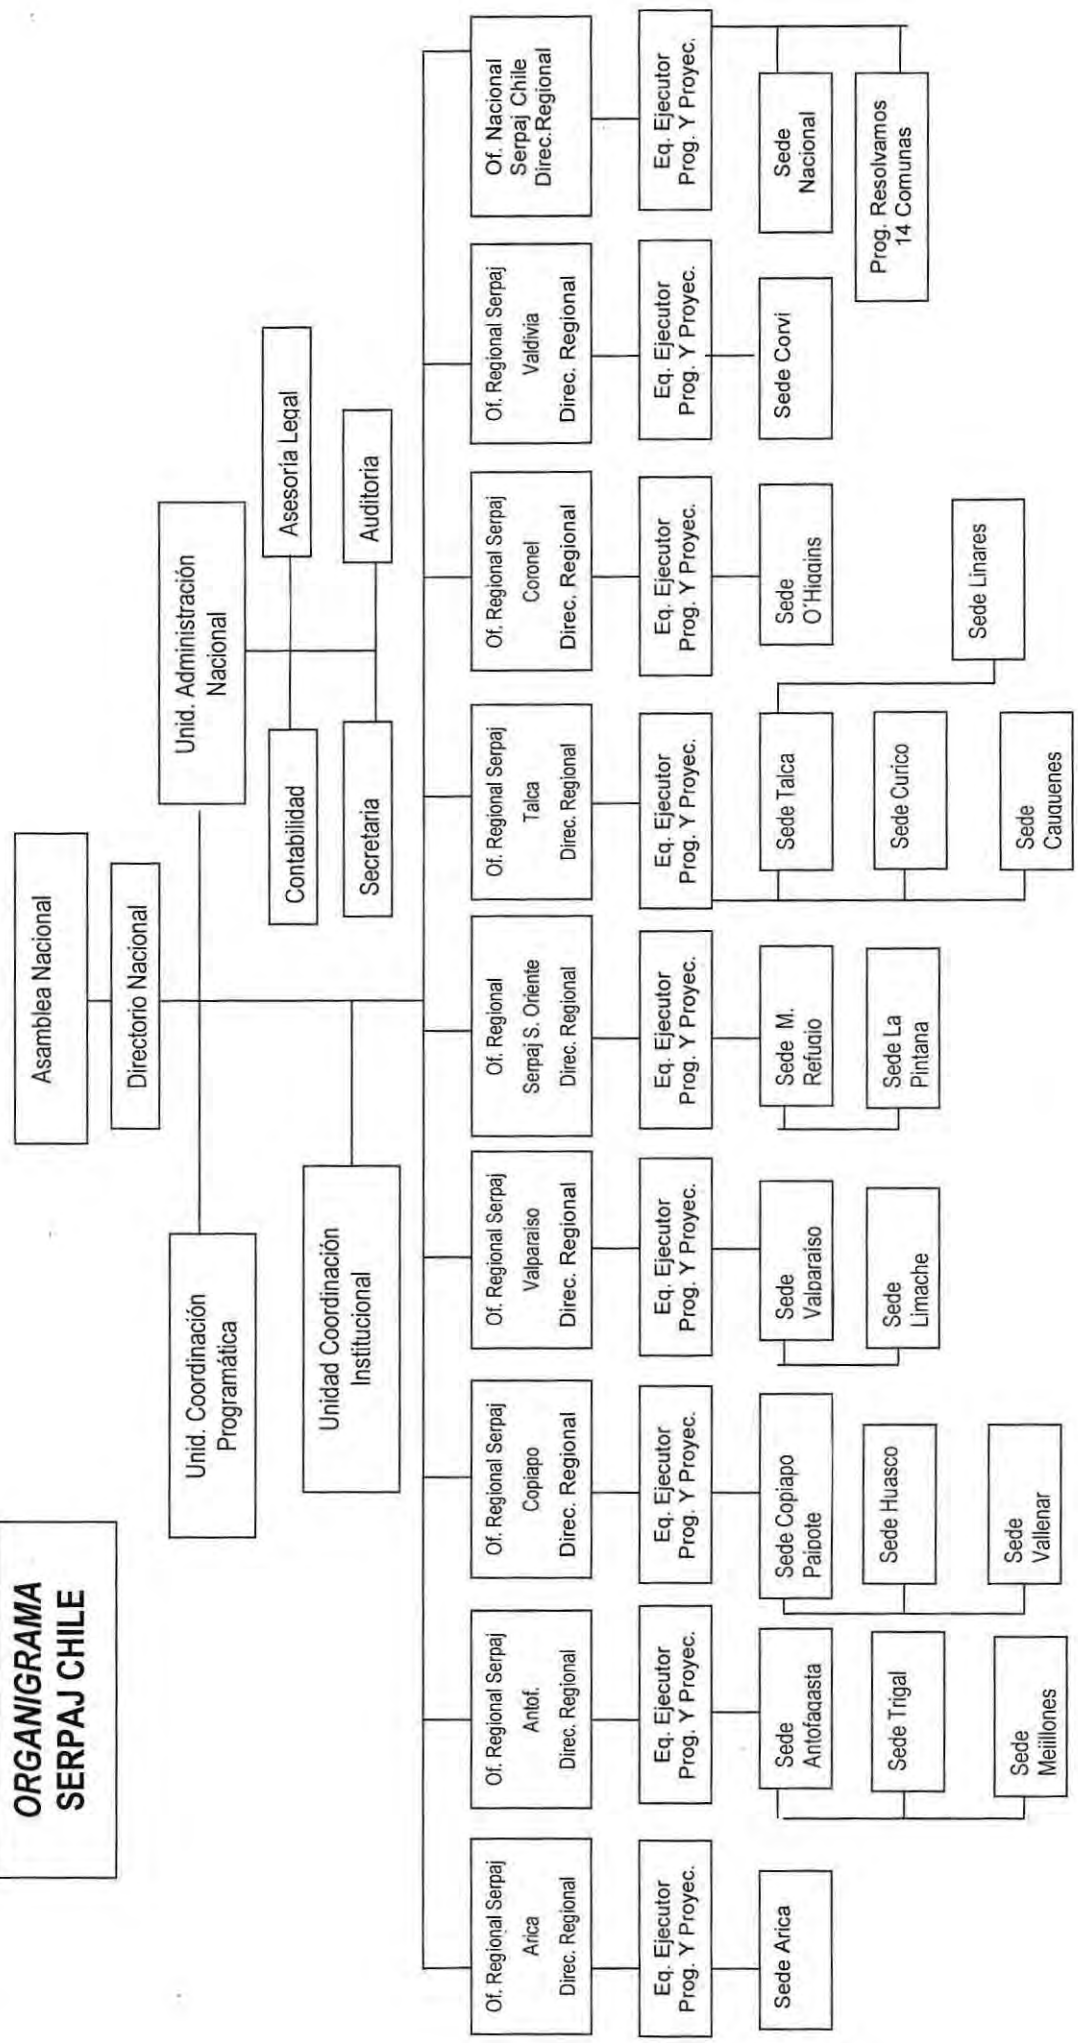 ORGANIGRAMA
SERPAJ CHILE
Asamblea Nacional
Directorio Nacional
Unid. Coordinación
Programática
Unid. Administración
Nacional
Unidad Coordinación
Institucional
Contabilidad
Asesoría Legal
Secretaria
Auditoria
Of. Regional Serpaj
Arica
Direc. Regional
Of. Regional Serpaj
Antof.
Direc. Regional
Of. Regional Serpaj
Copiapo
Direc. Regional
Of. Regional Serpaj
Valparaiso
Direc. Regional
Of. Regional
Serpaj S. Oriente
Direc. Regional
Of. Regional Serpaj
Talca
Direc. Regional
Of. Regional Serpaj
Coronel
Direc. Regional
Of. Regional Serpaj
Valdivia
Direc. Regional
Of. Nacional
Serpaj Chile
Direc.Regional
Eq. Ejecutor
Prog. Y Proyec.
Eq. Ejecutor
Prog. Y Proyec.
Eq. Ejecutor
Prog. Y Proyec.
Eq. Ejecutor
Prog. Y Proyec.
Eq. Ejecutor
Prog. Y Proyec.
Eq. Ejecutor
Prog. Y Proyec.
Eq. Ejecutor
Prog. Y Proyec.
Eq. Ejecutor
Prog. Y Proyec.
Eq. Ejecutor
Prog. Y Proyec.
Sede Arica
Sede
Antofagasta
Sede Trigal
Sede
Mejillones
Sede Copiapo
Paipote
Sede Huasco
Sede
Vallenar
Sede
Valparaiso
Sede
Limache
Sede M.
Refugio
Sede La
Pintana
Sede Talca
Sede Curico
Sede
Cauquenes
Sede Linares
Sede
O´Higgins
Sede Corvi
Sede
Nacional
Prog. Resolvamos
14 Comunas